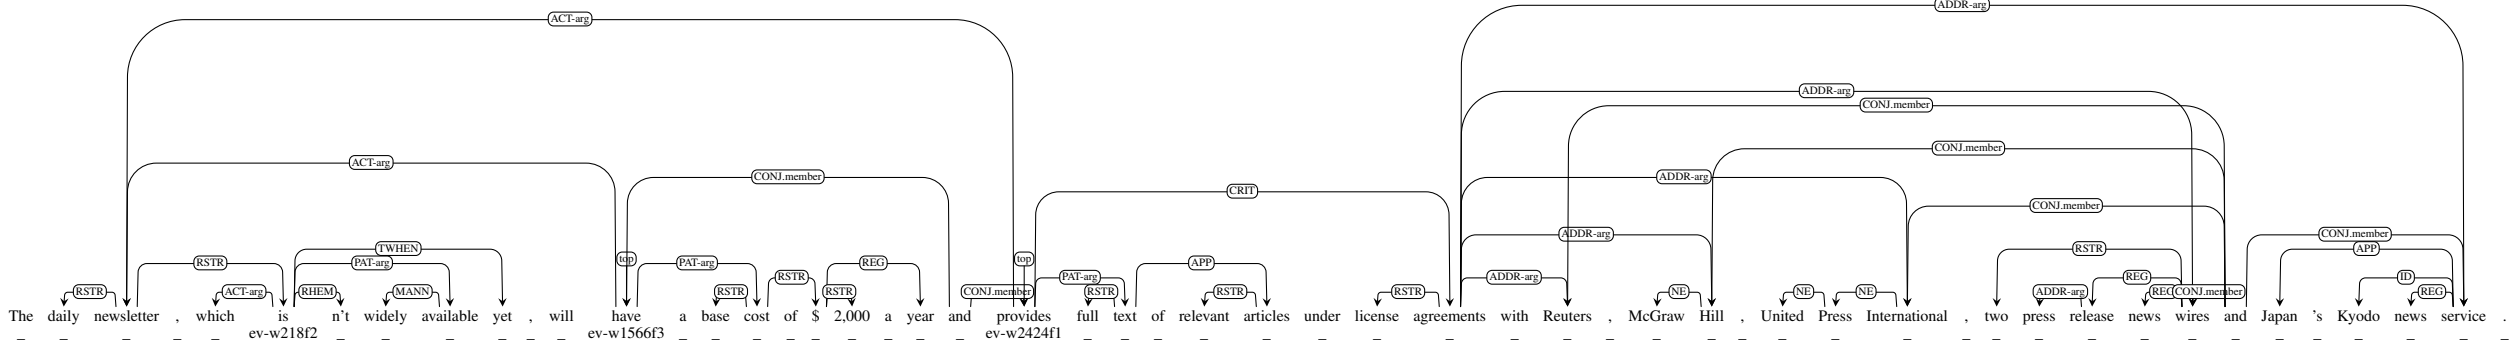 ACT-arg ADDR-arg
ADDR-arg
CONJ.member
CONJ.member
ACT-arg
CONJ.member ADDR-arg
CRIT
CONJ.member
ADDR-arg CONJ.member
TWHEN RSTR APP
top top
RSTR PAT-arg PAT-arg REG APP
RSTR PAT-arg ADDR-arg REG ID
RSTR ACT-arg RHEM MANN RSTR RSTR CONJ.member RSTR RSTR RSTR NE NE NE ADDR-arg REG CONJ.member REG
The daily newsletter , which is n't widely available yet , will have a base cost of $ 2,000 a year and provides full text of relevant articles under license agreements with Reuters , McGraw Hill , United Press International , two press release news wires and Japan 's Kyodo news service .
_ _ _ _ _ ev-w218f2 _ _ _ _ _ _ ev-w1566f3 _ _ _ _ _ _ _ _ _ ev-w2424f1 _ _ _ _ _ _ _ _ _ _ _ _ _ _ _ _ _ _ _ _ _ _ _ _ _ _ _ _ _ _